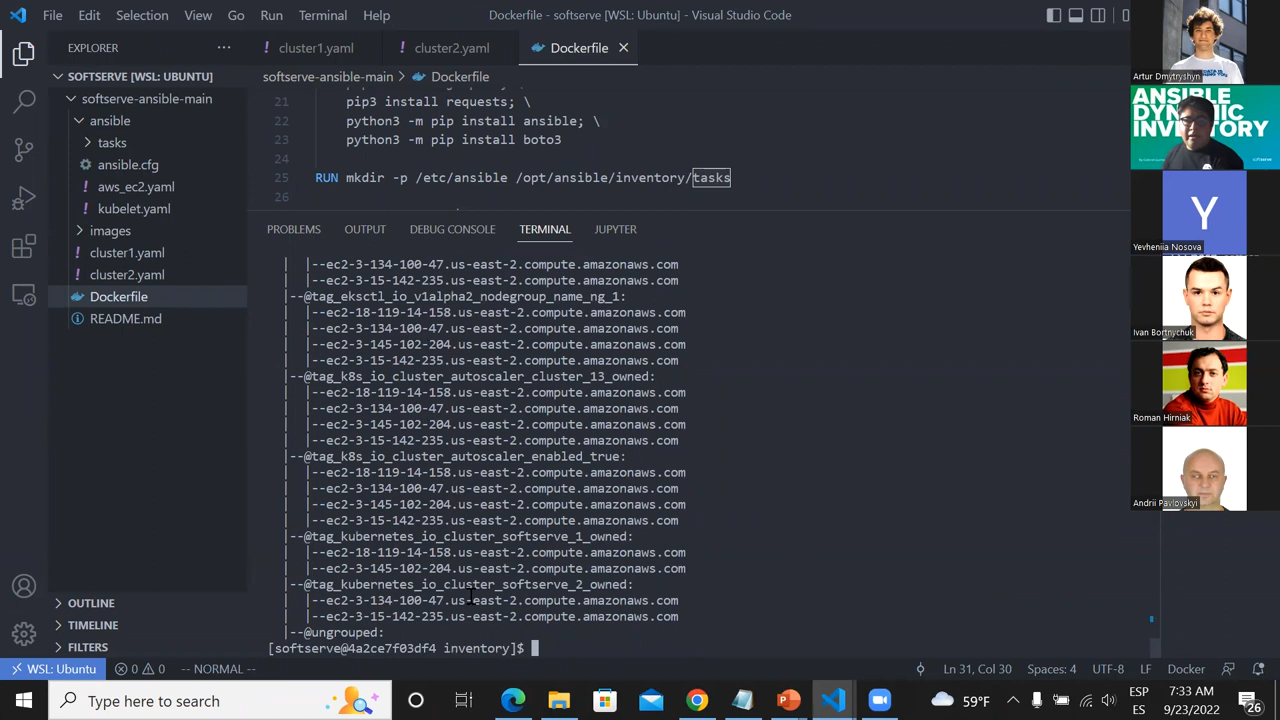 File Edit Selection View Go Run Terminal Help
Dockerfile - softserve [WSL: Ubuntu] - Visual Studio Code
EXPLORER
SOFTSERVE [WSL: UBUNTU]
softserve-ansible-main
ansible
tasks
ansible.cfg
aws_ec2.yaml
kubelet.yaml
images
cluster1.yaml
cluster2.yaml
Dockerfile
README.md
OUTLINE
TIMELINE
FILTERS
cluster1.yaml cluster2.yaml Dockerfile
softserve-ansible-main > Dockerfile
21 pip3 install requests; \
22 python3 -m pip install ansible; \
23 python3 -m pip install boto3
24
25 RUN mkdir -p /etc/ansible /opt/ansible/inventory/tasks
26
PROBLEMS OUTPUT DEBUG CONSOLE TERMINAL JUPYTER
| |--ec2-3-134-100-47.us-east-2.compute.amazonaws.com
| |--ec2-3-15-142-235.us-east-2.compute.amazonaws.com
|--@tag_eksctl_io_v1alpha2_nodegroup_name_ng_1:
| |--ec2-18-119-14-158.us-east-2.compute.amazonaws.com
| |--ec2-3-134-100-47.us-east-2.compute.amazonaws.com
| |--ec2-3-145-102-204.us-east-2.compute.amazonaws.com
| |--ec2-3-15-142-235.us-east-2.compute.amazonaws.com
|--@tag_k8s_io_cluster_autoscaler_cluster_13_owned:
| |--ec2-18-119-14-158.us-east-2.compute.amazonaws.com
| |--ec2-3-134-100-47.us-east-2.compute.amazonaws.com
| |--ec2-3-145-102-204.us-east-2.compute.amazonaws.com
| |--ec2-3-15-142-235.us-east-2.compute.amazonaws.com
|--@tag_k8s_io_cluster_autoscaler_enabled_true:
| |--ec2-18-119-14-158.us-east-2.compute.amazonaws.com
| |--ec2-3-134-100-47.us-east-2.compute.amazonaws.com
| |--ec2-3-145-102-204.us-east-2.compute.amazonaws.com
| |--ec2-3-15-142-235.us-east-2.compute.amazonaws.com
|--@tag_kubernetes_io_cluster_softserve_1_owned:
| |--ec2-18-119-14-158.us-east-2.compute.amazonaws.com
| |--ec2-3-145-102-204.us-east-2.compute.amazonaws.com
|--@tag_kubernetes_io_cluster_softserve_2_owned:
| |--ec2-3-134-100-47.us-east-2.compute.amazonaws.com
| |--ec2-3-15-142-235.us-east-2.compute.amazonaws.com
|--@ungrouped:
[softserve@4a2ce7f03df4 inventory]$
Artur Dmytryshyn
ANSIBLE
DYNAMIC
INVENTORY
softserve
Y
Yevheniia Nosova
Ivan Bortnychuk
Roman Hirniak
Andrii Pavlovskyi
WSL: Ubuntu 0 0 -- NORMAL --
Ln 31, Col 30 Spaces: 4 UTF-8 LF Docker
Type here to search
59°F
ESP
ES
7:33 AM
9/23/2022
26